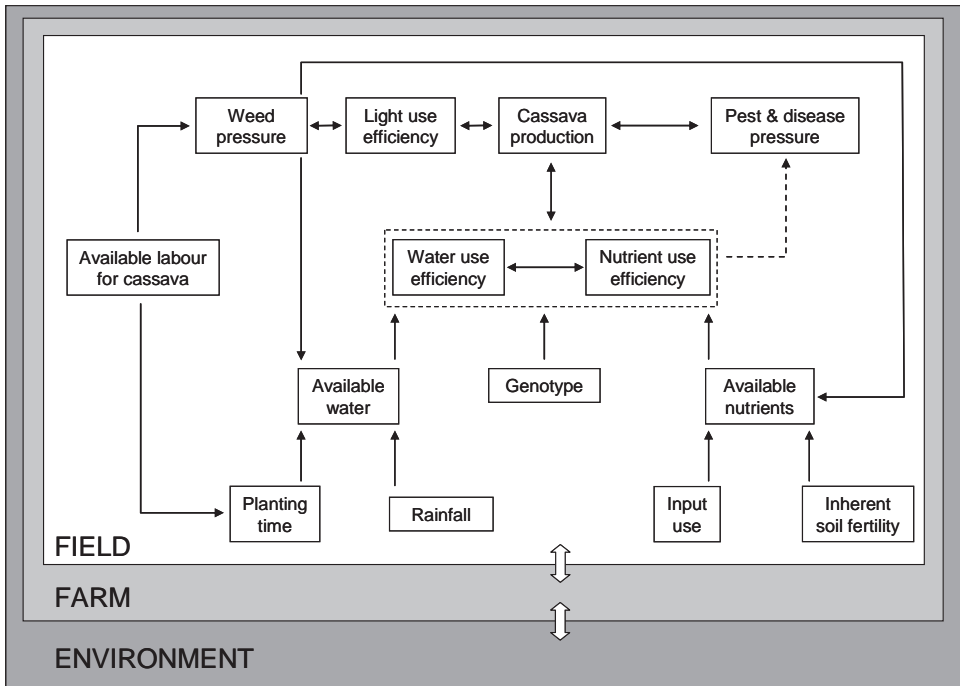 Weed
pressure
Light use
efficiency
Cassava
production
Pest & disease
pressure
Available labour
for cassava
Water use
efficiency
Nutrient use
efficiency
Available
water
Genotype
Available
nutrients
Planting
time
Rainfall
Input
use
Inherent
soil fertility
FIELD
FARM
ENVIRONMENT